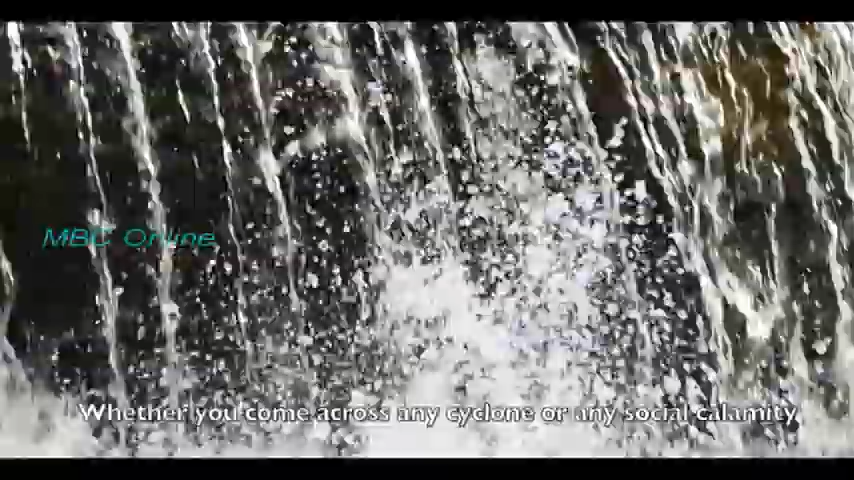 MBC Online
Whether you come across any cyclone or any social calamity